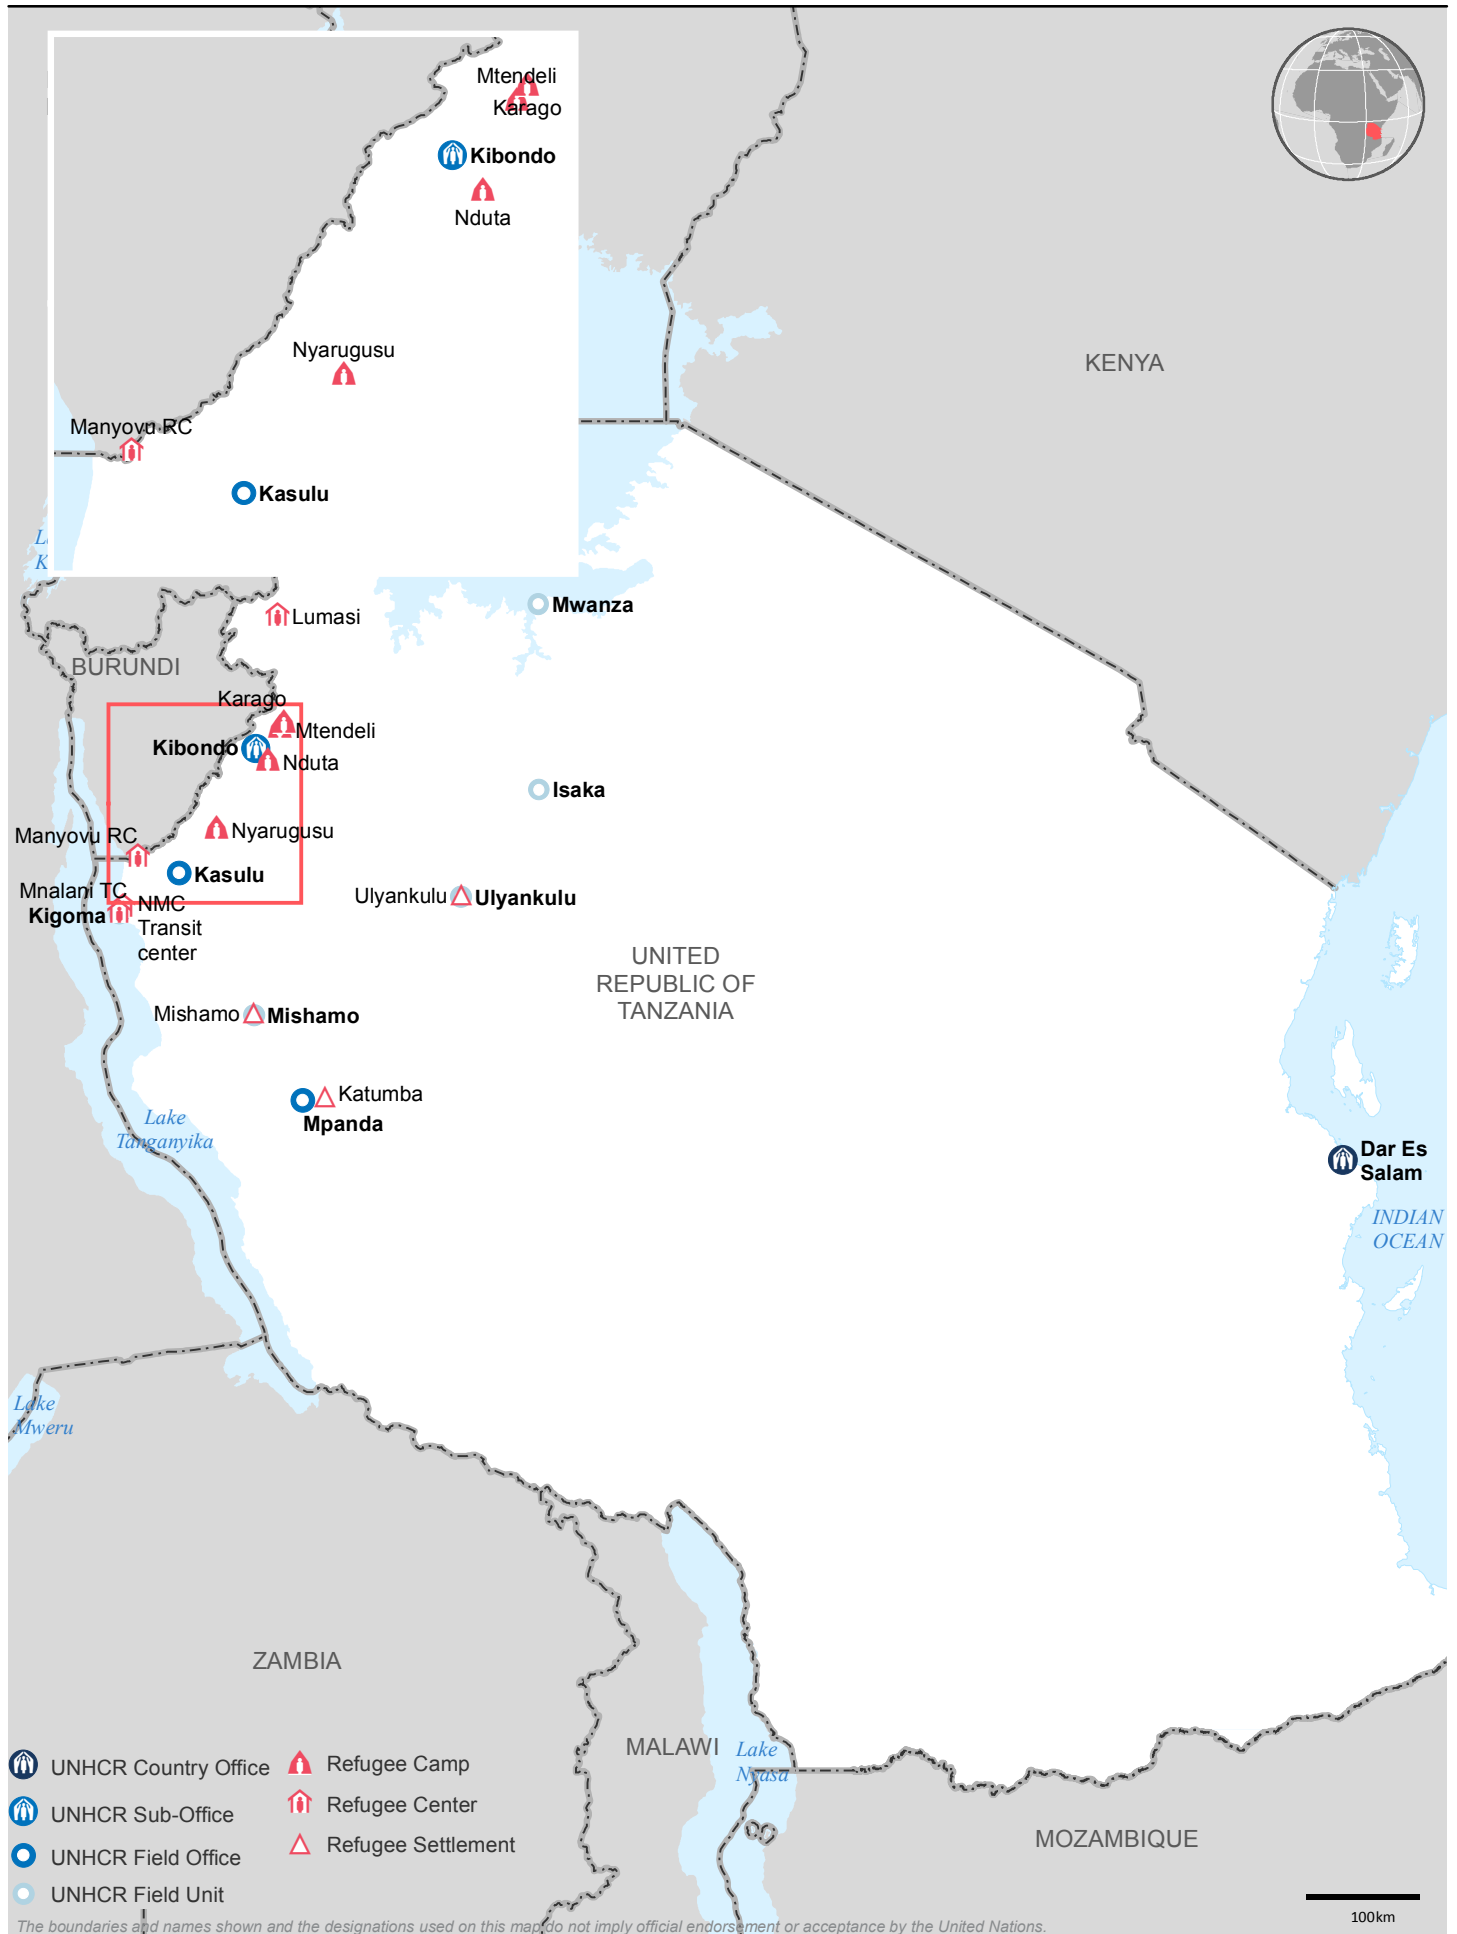 Mtendeli
Karago
Kibondo
Nduta
Nyarugusu
Manyovu RC
Kasulu
KENYA
L
K
Mwanza
Lumasi
BURUNDI
Karago
Mtendeli
Kibondo
Nduta
Isaka
Nyarugusu
Manyovu RC
Kasulu
Mnalani TC
Kigoma
NMC
Transit
center
Ulyankulu
Ulyankulu
UNITED
REPUBLIC OF
TANZANIA
Mishamo
Mishamo
Katumba
Mpanda
Lake
Tanganyika
Dar Es
Salam
INDIAN
OCEAN
Lake
Mweru
ZAMBIA
MALAWI
Lake
Nyasa
MOZAMBIQUE
UNHCR Country Office
UNHCR Sub-Office
UNHCR Field Office
UNHCR Field Unit
Refugee Camp
Refugee Center
Refugee Settlement
100km
The boundaries and names shown and the designations used on this map do not imply official endorsement or acceptance by the United Nations.